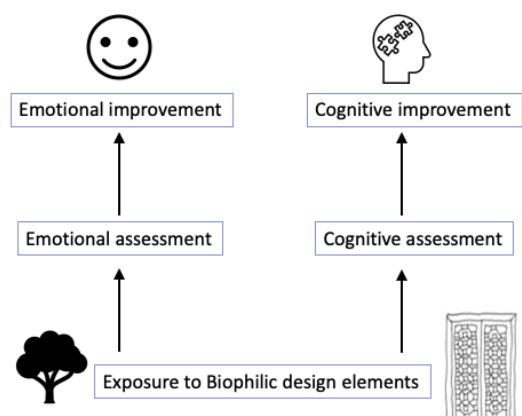 Emotional improvement
Cognitive improvement
Emotional assessment
Cognitive assessment
Exposure to Biophilic design elements